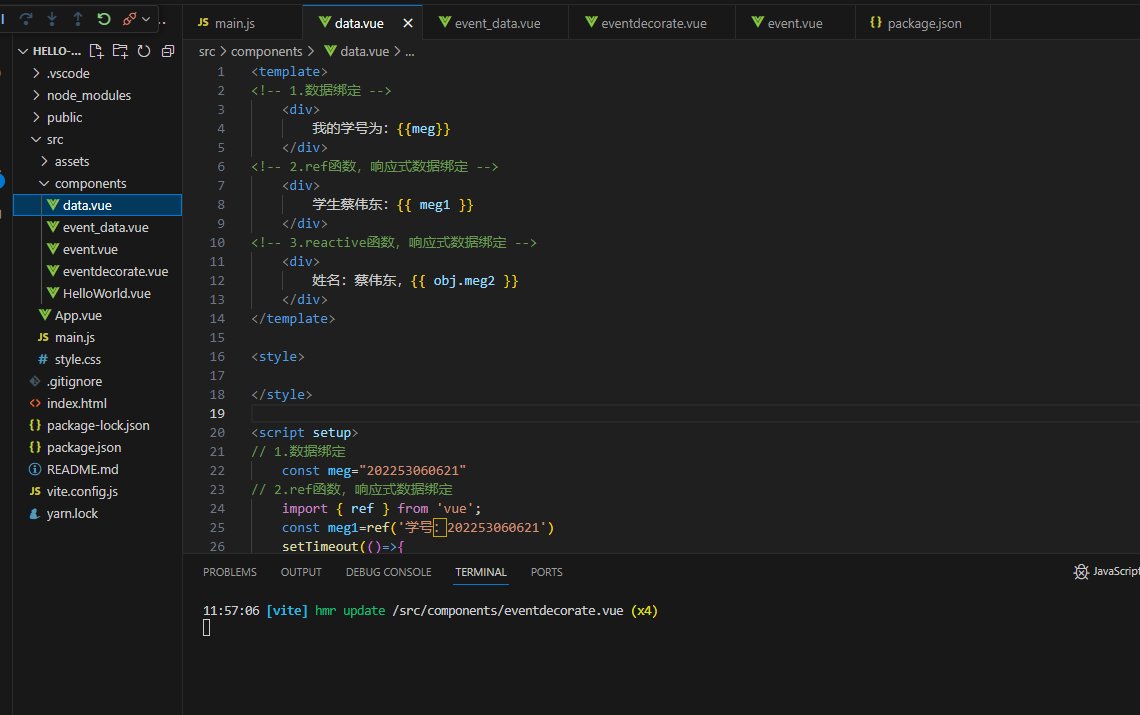 main.js
data.vue
event_data.vue
eventdecorate.vue
event.vue
package.json
HELLO-...
.vscode
node_modules
public
src
assets
components
data.vue
event_data.vue
event.vue
eventdecorate.vue
HelloWorld.vue
App.vue
main.js
style.css
.gitignore
index.html
package-lock.json
package.json
README.md
vite.config.js
yarn.lock
src > components > data.vue > ...
1 <template>
2 <!-- 1.数据绑定 -->
3 <div>
4 我的学号为：{{meg}}
5 </div>
6 <!-- 2.ref函数，响应式数据绑定 -->
7 <div>
8 学生蔡伟东：{{ meg1 }}
9 </div>
10 <!-- 3.reactive函数，响应式数据绑定 -->
11 <div>
12 姓名：蔡伟东，{{ obj.meg2 }}
13 </div>
14 </template>
15
16 <style>
17
18 </style>
19
20 <script setup>
21 // 1.数据绑定
22 const meg="202253060621"
23 // 2.ref函数，响应式数据绑定
24 import { ref } from 'vue';
25 const meg1=ref('学号：202253060621')
26 setTimeout(()=>{
PROBLEMS OUTPUT DEBUG CONSOLE TERMINAL PORTS
JavaScript
11:57:06 [vite] hmr update /src/components/eventdecorate.vue (x4)